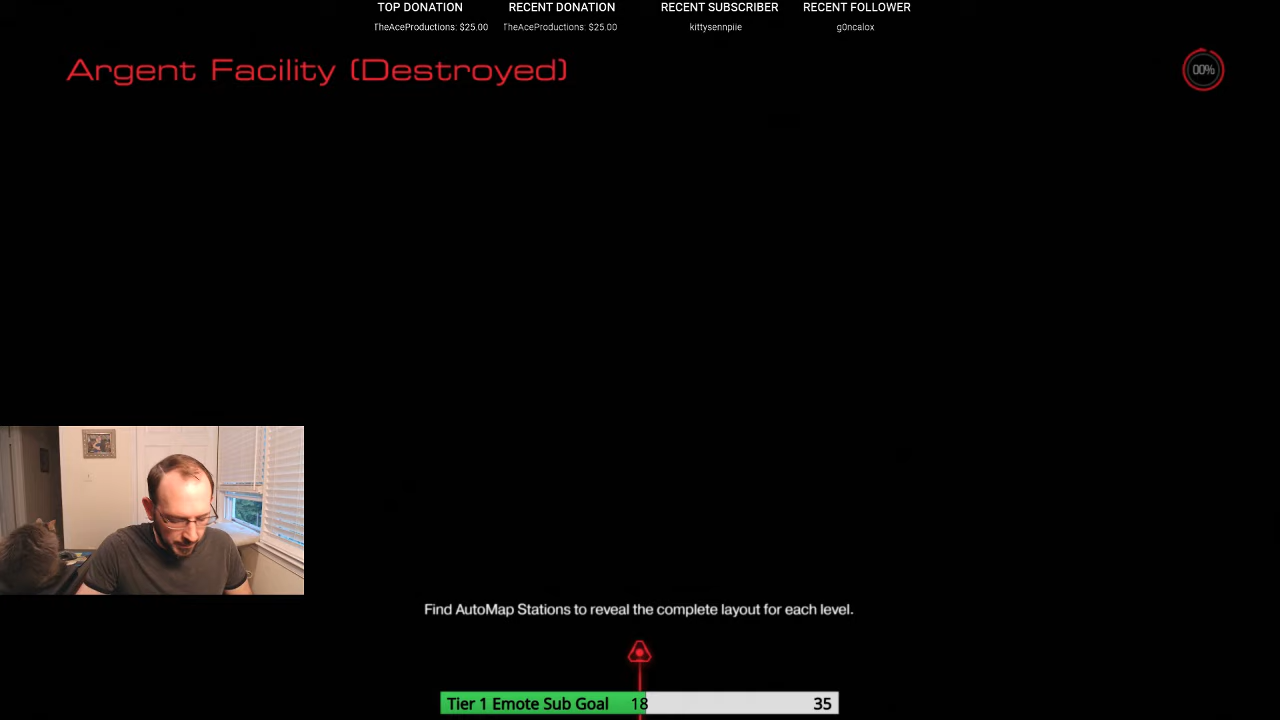 TOP DONATION RECENT DONATION RECENT SUBSCRIBER RECENT FOLLOWER
TheAceProductions: $25.00 TheAceProductions: $25.00 kittysennpiie g0ncalox
Argent Facility (Destroyed)
00%
Find AutoMap Stations to reveal the complete layout for each level.
Tier 1 Emote Sub Goal 18 35